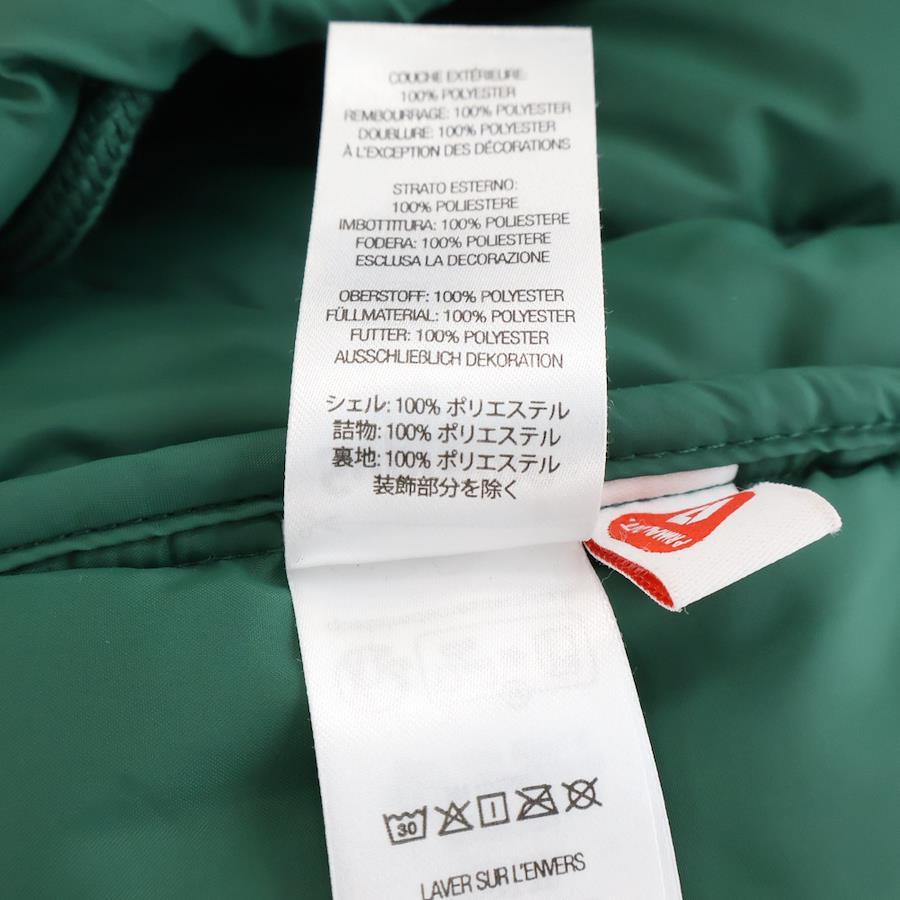 COUCHE EXTÉRIEURE:
100% POLYESTER
REMBOURRAGE: 100% POLYESTER
DOUBLURE: 100% POLYESTER
À L'EXCEPTION DES DÉCORATIONS
STRATO ESTERNO:
100% POLIESTERE
IMBOTTITURA: 100% POLIESTERE
FODERA: 100% POLIESTERE
ESCLUSA LA DECORAZIONE
OBERSTOFF: 100% POLYESTER
FÜLLMATERIAL: 100% POLYESTER
FUTTER: 100% POLYESTER
AUSSCHLIEßLICH DEKORATION
シェル: 100% ポリエステル
詰物: 100% ポリエステル
裏地: 100% ポリエステル
装飾部分を除く
30
LAVER SUR L'ENVERS